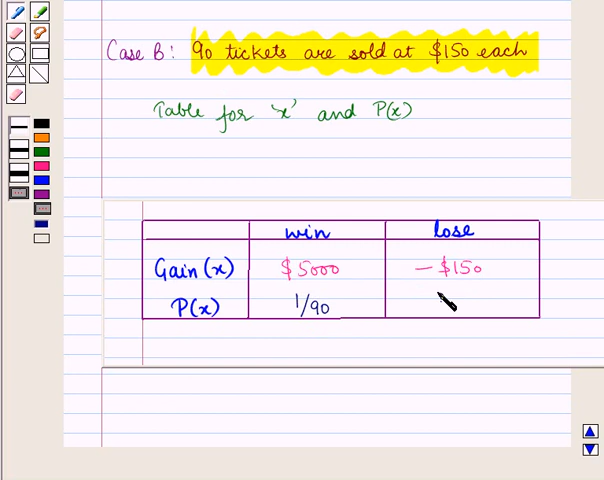 Case B: 90 tickets are sold at $150 each
Table for 'x' and P(x)
win lose
Gain (x) $5000 - $150
P(x) 1/90